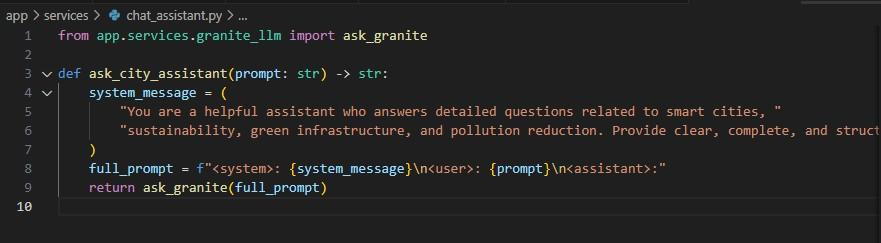 app > services > chat_assistant.py > ...
1 from app.services.granite_llm import ask_granite
2
3 def ask_city_assistant(prompt: str) -> str:
4     system_message = (
5         "You are a helpful assistant who answers detailed questions related to smart cities, "
6         "sustainability, green infrastructure, and pollution reduction. Provide clear, complete, and struct
7     )
8     full_prompt = f"<system>: {system_message}\n<user>: {prompt}\n<assistant>:"
9     return ask_granite(full_prompt)
10